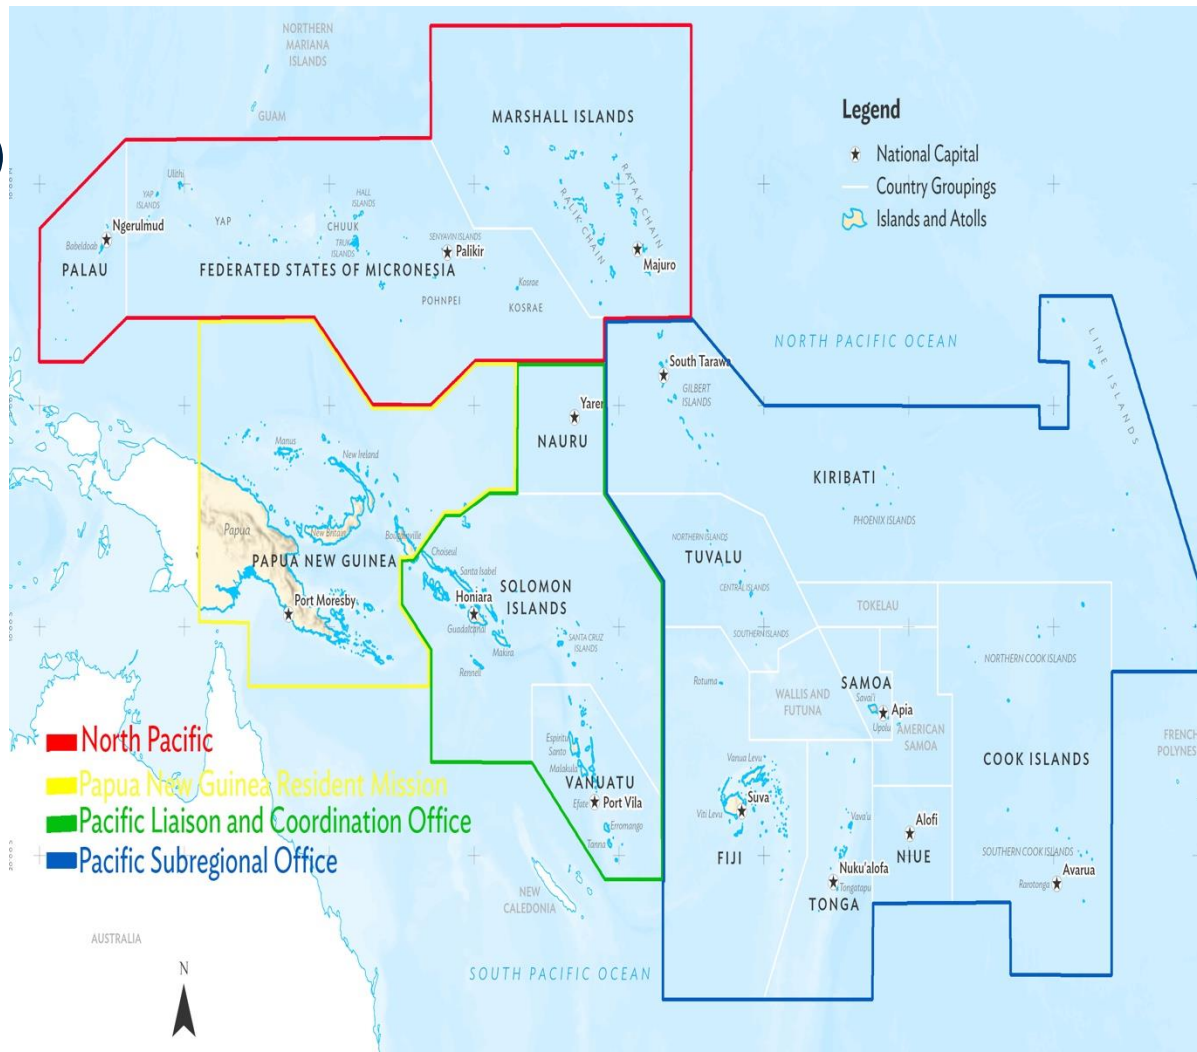 NORTHERN
MARIANA
ISLANDS
GUAM
MARSHALL ISLANDS
RATAK CHAIN
RALIK CHAIN
Majuro
Ulithi
YAP
ISLANDS
YAP
HALL
ISLANDS
CHUUK
TRUK
ISLANDS
SENYAVIN ISLANDS
Palikir
Ngerulmud
Babeldoab
PALAU
FEDERATED STATES OF MICRONESIA
POHNPEI
Kosrae
KOSRAE
Legend
National Capital
Country Groupings
Islands and Atolls
NORTH PACIFIC OCEAN
LINE ISLANDS
South Tarawa
GILBERT
ISLANDS
Yaren
NAURU
KIRIBATI
PHOENIX ISLANDS
Manus
New Ireland
New Britain
Papua
PAPUA NEW GUINEA
Port Moresby
Bougainville
Choiseul
Santa Isabel
SOLOMON
ISLANDS
Honiara
Guadalcanal
Makira
Rennell
SANTA CRUZ
ISLANDS
NORTHERN ISLANDS
TUVALU
CENTRAL ISLANDS
SOUTHERN ISLANDS
TOKELAU
NORTHERN COOK ISLANDS
Rotuma
WALLIS AND
FUTUNA
SAMOA
Savai'i
Apia
Upolu
AMERICAN
SAMOA
COOK ISLANDS
FRENCH
POLYNES
Espiritu
Santo
Malakula
VANUATU
Efate
Port Vila
Erromango
Tanna
Vanua Levu
Suva
Viti Levu
FIJI
Vava'u
Nuku'alofa
Tongatapu
TONGA
Alofi
NIUE
SOUTHERN COOK ISLANDS
Avarua
Rarotonga
NEW
CALEDONIA
North Pacific
Papua New Guinea Resident Mission
Pacific Liaison and Coordination Office
Pacific Subregional Office
AUSTRALIA
SOUTH PACIFIC OCEAN
N